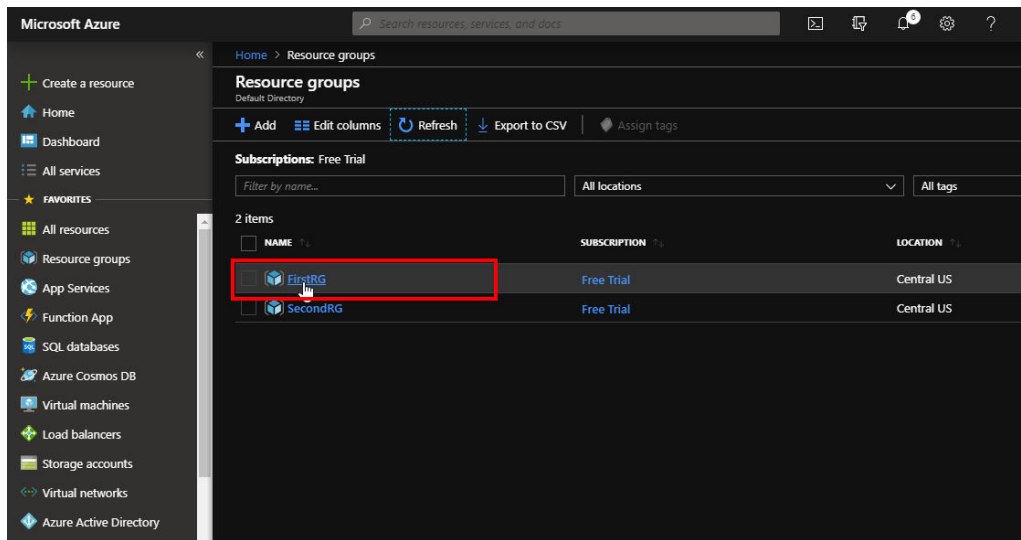 Microsoft Azure
Search resources, services, and docs
6
?
«
Create a resource
Home
Dashboard
All services
FAVORITES
All resources
Resource groups
App Services
Function App
SQL databases
Azure Cosmos DB
Virtual machines
Load balancers
Storage accounts
Virtual networks
Azure Active Directory
Home > Resource groups
Resource groups
Default Directory
Add Edit columns Refresh Export to CSV Assign tags
Subscriptions: Free Trial
Filter by name... All locations All tags
2 items
NAME SUBSCRIPTION LOCATION
FirstRG Free Trial Central US
SecondRG Free Trial Central US